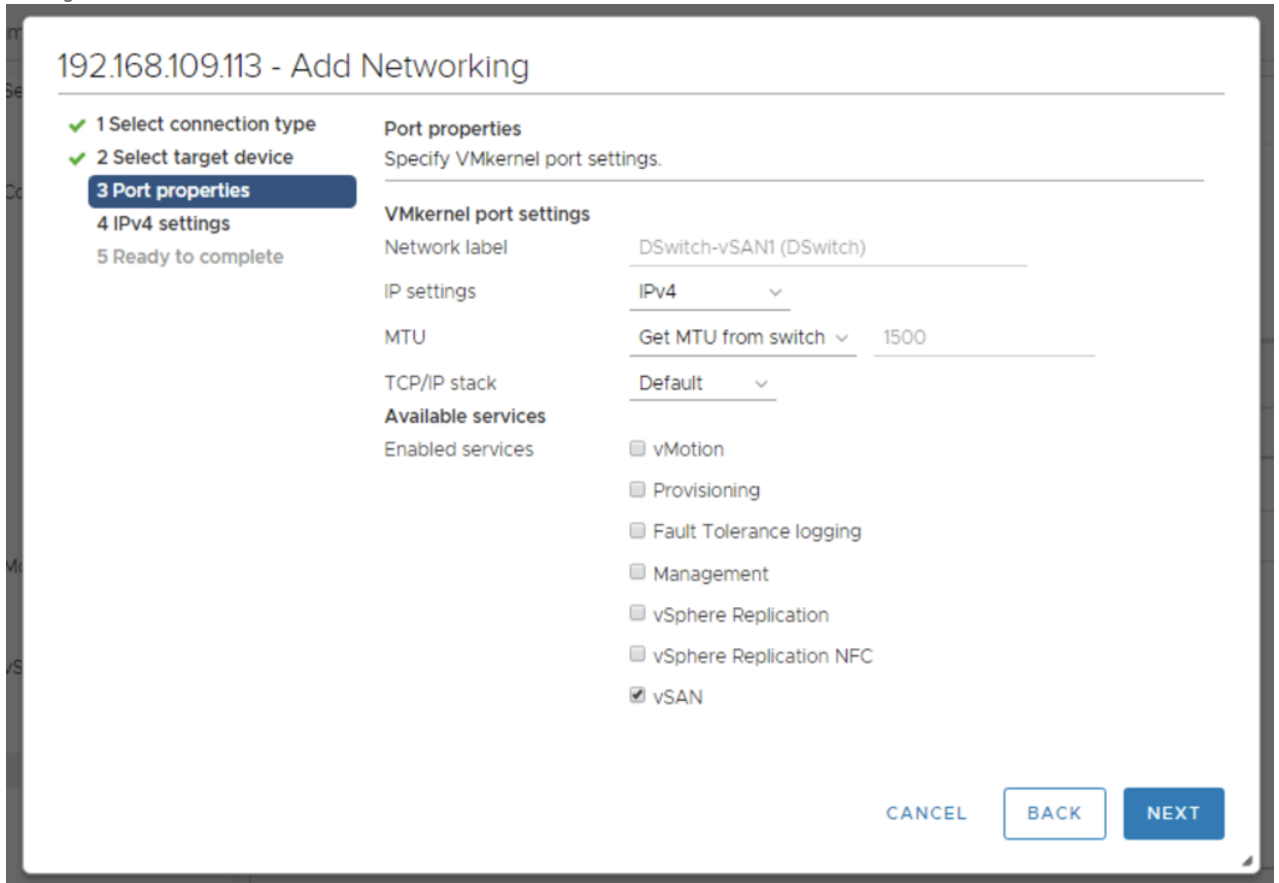 192.168.109.113 - Add Networking
1 Select connection type
2 Select target device
3 Port properties
4 IPv4 settings
5 Ready to complete
Port properties
Specify VMkernel port settings.
VMkernel port settings
Network label DSwitch-vSAN1 (DSwitch)
IP settings IPv4
MTU Get MTU from switch 1500
TCP/IP stack Default
Available services
Enabled services vMotion
Provisioning
Fault Tolerance logging
Management
vSphere Replication
vSphere Replication NFC
vSAN
CANCEL BACK NEXT